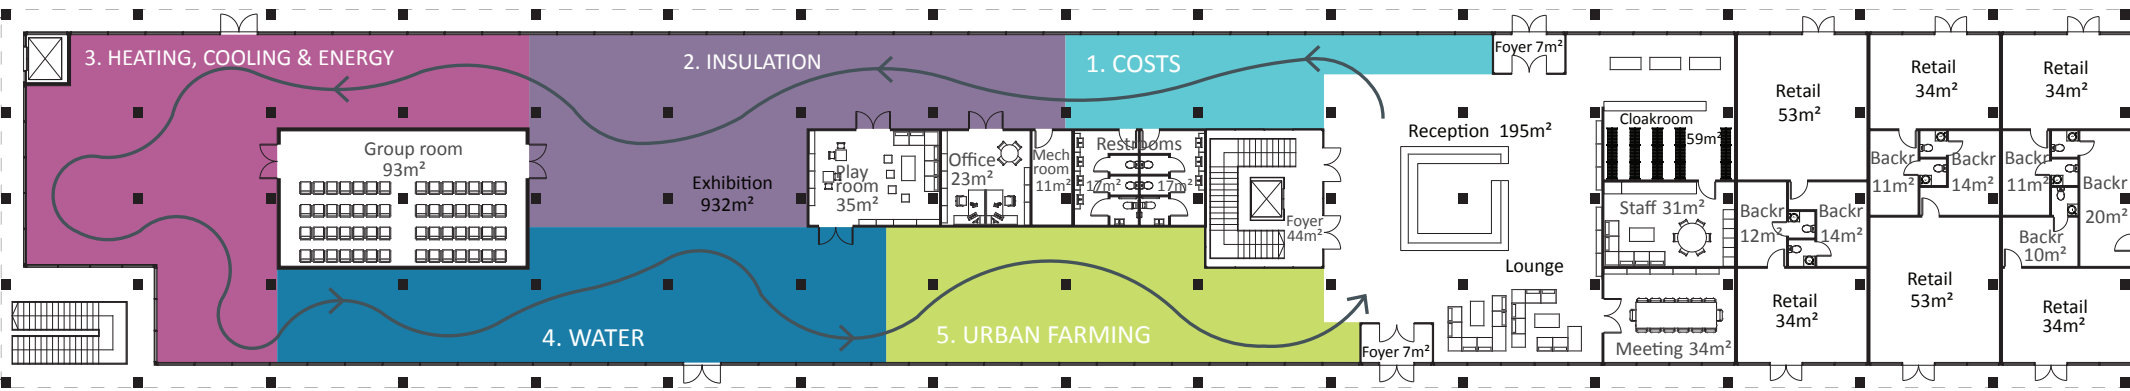 3. HEATING, COOLING & ENERGY
2. INSULATION
1. COSTS
Foyer 7m²
Group room
93m²
Exhibition
932m²
Play
room
35m²
Office
23m²
Mech
room
11m²
Restrooms
17m²
17m²
Foyer
44m²
Reception 195m²
Lounge
4. WATER
5. URBAN FARMING
Foyer 7m²
Cloakroom
59m²
Staff 31m²
Meeting 34m²
Retail
53m²
Backr
12m²
Backr
14m²
Retail
34m²
Retail
34m²
Backr
11m²
Backr
14m²
Retail
53m²
Retail
34m²
Backr
11m²
Backr
20m²
Backr
10m²
Retail
34m²